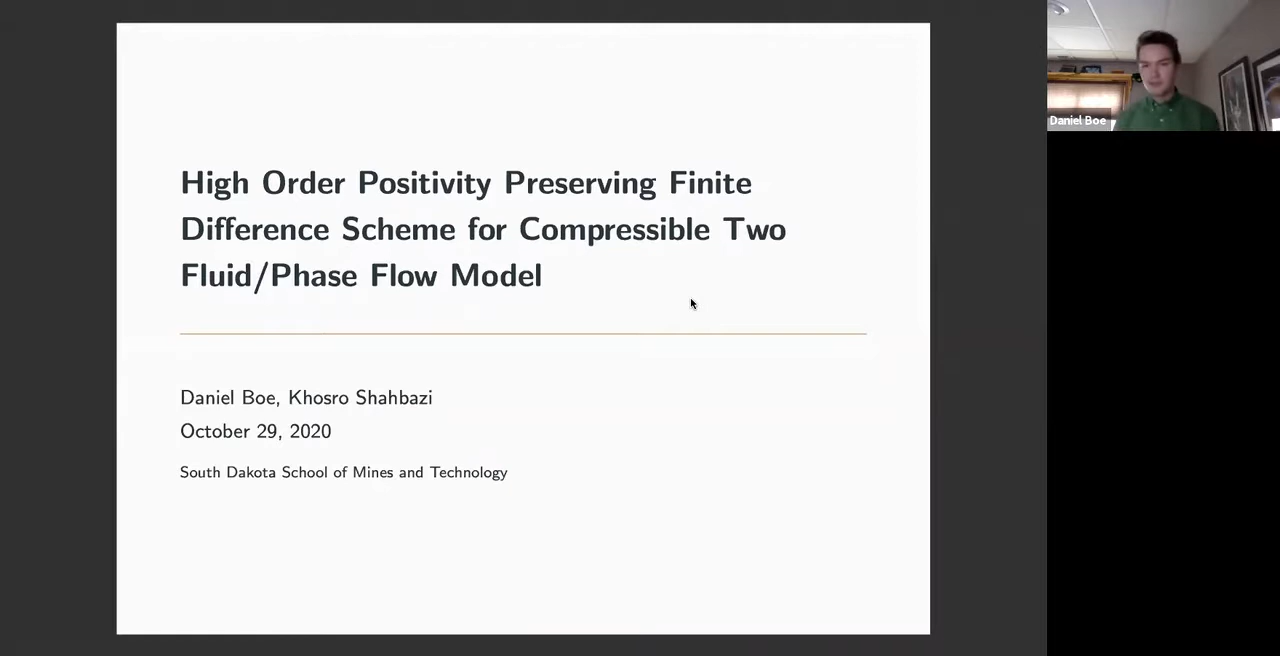 High Order Positivity Preserving Finite
Difference Scheme for Compressible Two
Fluid/Phase Flow Model
Daniel Boe, Khosro Shahbazi
October 29, 2020
South Dakota School of Mines and Technology
Daniel Boe